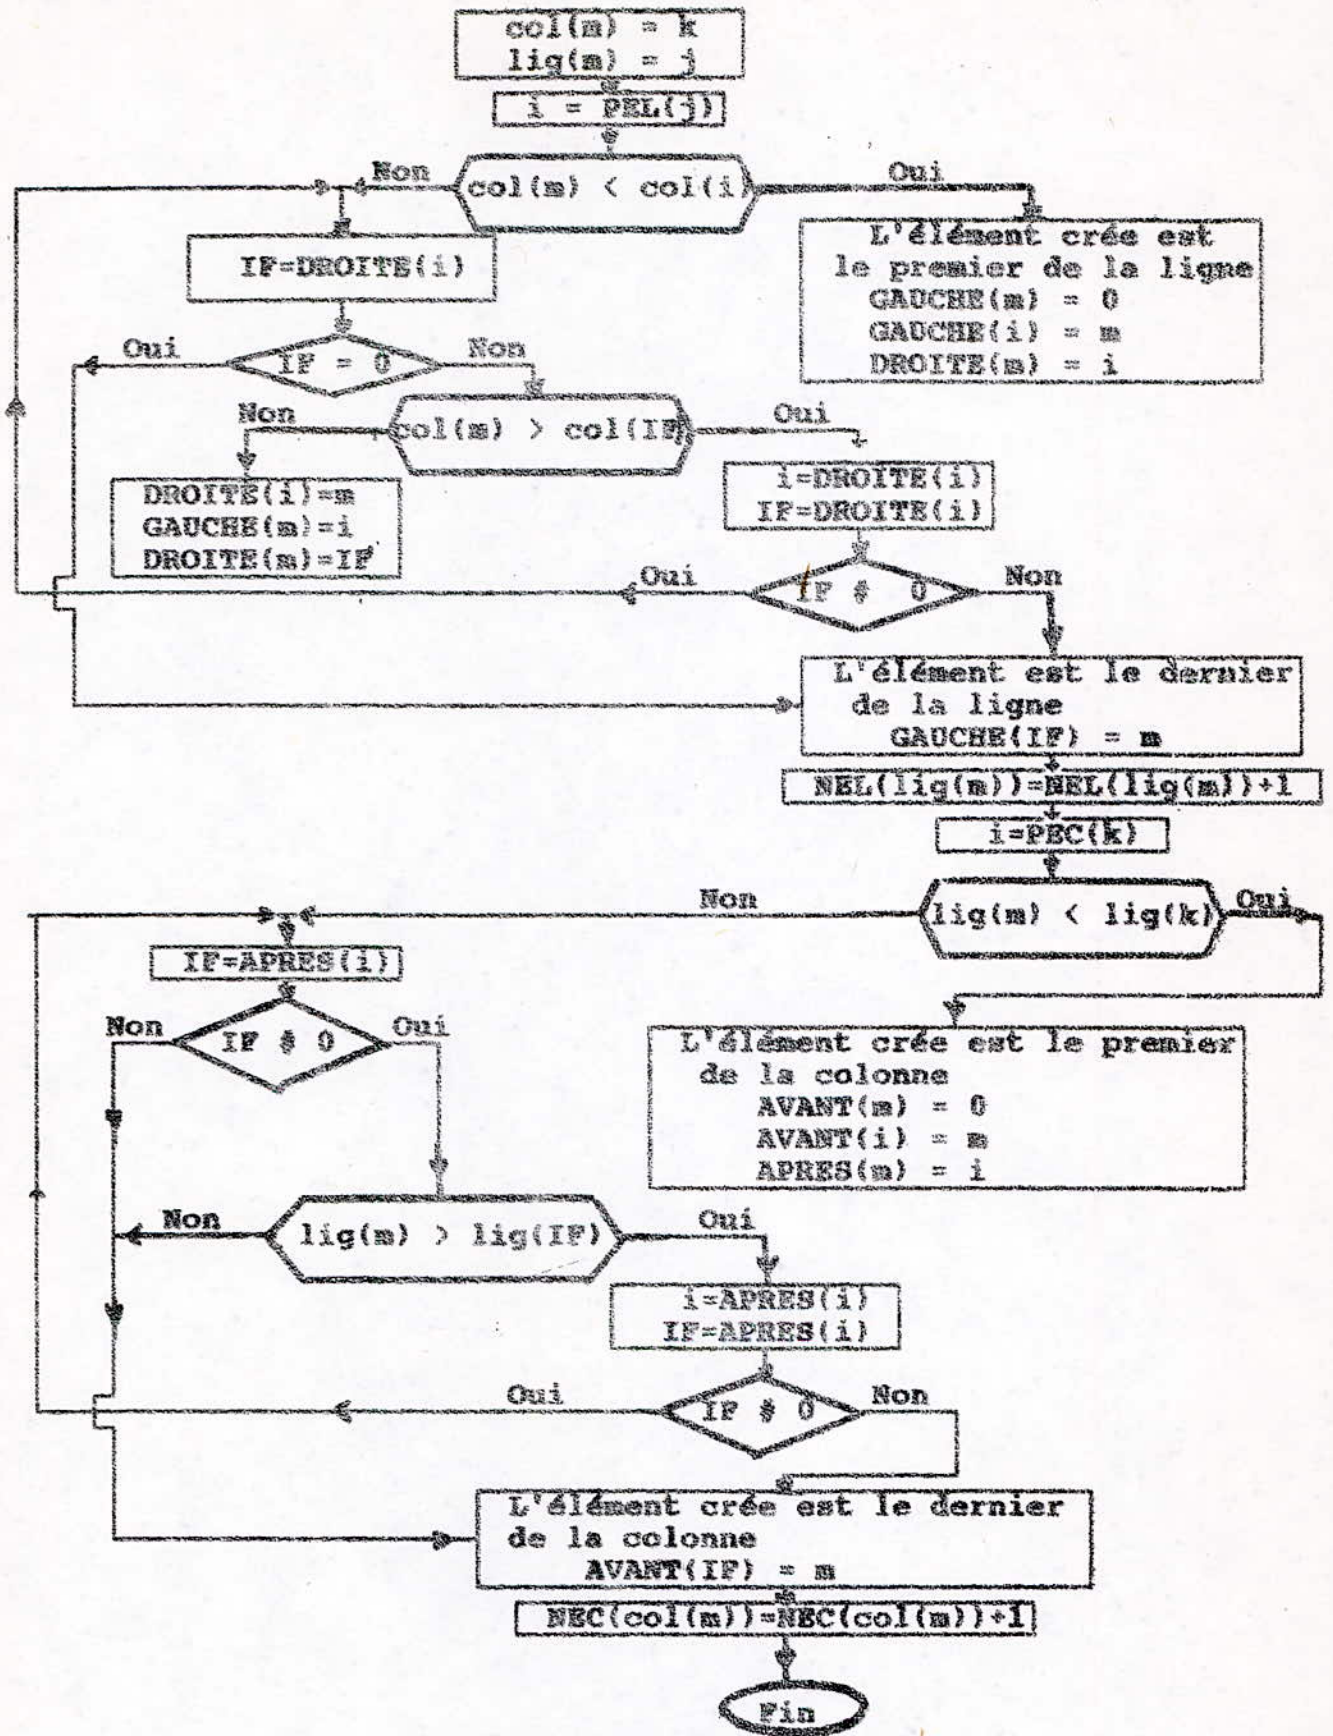 col(m) = k
lig(m) = j
i = PEL(j)
Non
col(m) < col(i)
Oui
IF=DROITE(i)
L'élément crée est
le premier de la ligne
GAUCHE(m) = 0
GAUCHE(i) = m
DROITE(m) = i
Oui
IF = 0
Non
Non
col(m) > col(IF)
Oui
DROITE(i)=m
GAUCHE(m)=i
DROITE(m)=IF
i=DROITE(i)
IF=DROITE(i)
Oui
IF # 0
Non
L'élément est le dernier
de la ligne
GAUCHE(IF) = m
NEL(lig(m))=NEL(lig(m))+1
i=PEC(k)
Non
lig(m) < lig(k)
Oui
IF=APRES(i)
Non
IF # 0
Oui
L'élément crée est le premier
de la colonne
AVANT(m) = 0
AVANT(i) = m
APRES(m) = i
Non
lig(m) > lig(IF)
Oui
i=APRES(i)
IF=APRES(i)
Oui
IF # 0
Non
L'élément crée est le dernier
de la colonne
AVANT(IF) = m
NEC(col(m))=NEC(col(m))+1
Fin